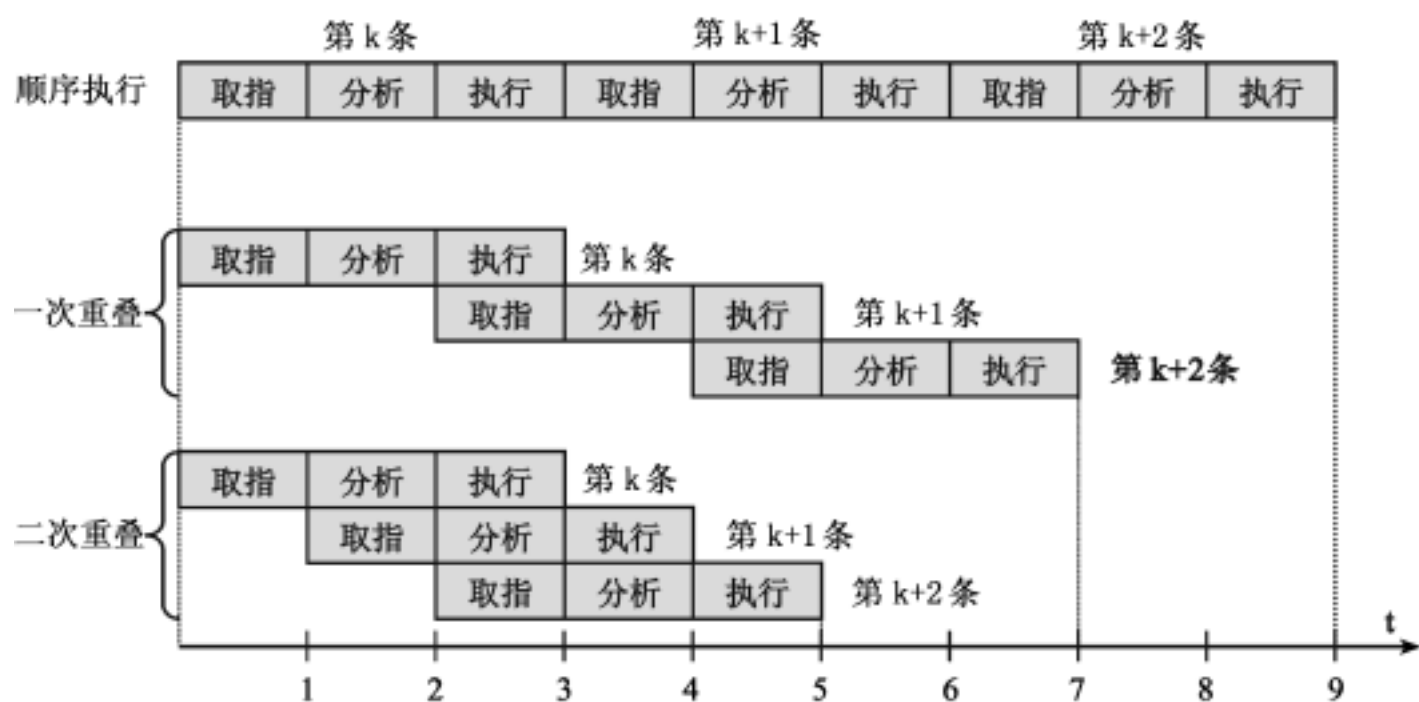 第 k 条 第 k+1 条 第 k+2 条
顺序执行 取指 分析 执行 取指 分析 执行 取指 分析 执行
取指 分析 执行 第 k 条
一次重叠 取指 分析 执行 第 k+1 条
取指 分析 执行 第 k+2 条
取指 分析 执行 第 k 条
二次重叠 取指 分析 执行 第 k+1 条
取指 分析 执行 第 k+2 条
t
1 2 3 4 5 6 7 8 9